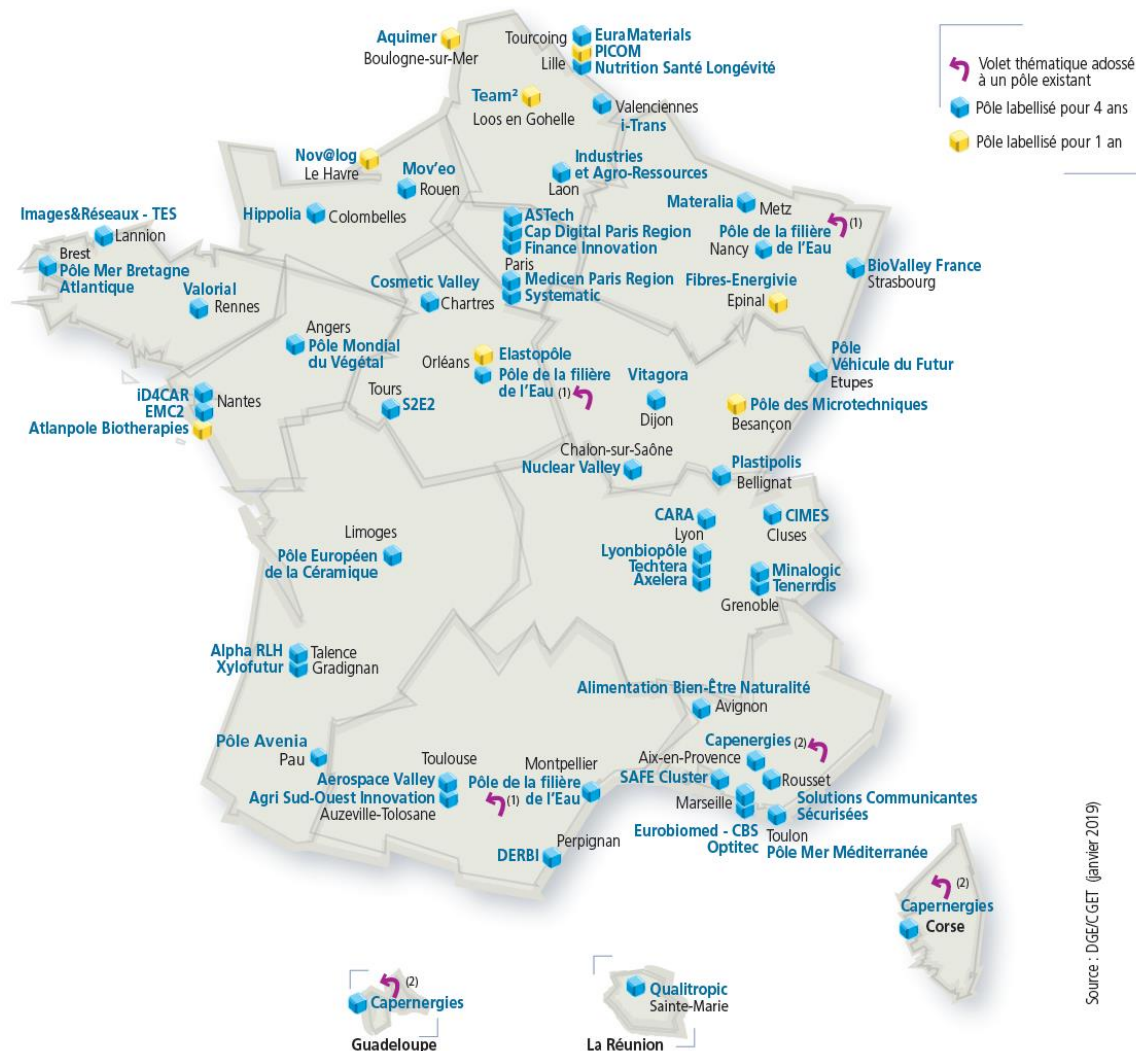 Aquimer
Boulogne-sur-Mer
Tourcoing
EuraMaterials
PICOM
Lille
Nutrition Santé Longévité
Volet thématique adossé
à un pôle existant
Pôle labellisé pour 4 ans
Pôle labellisé pour 1 an
Team²
Loos en Gohelle
Valenciennes
i-Trans
Nov@log
Le Havre
Mov'eo
Rouen
Industries
et Agro-Ressources
Laon
Hippolia
Colombelles
Materalia
Metz
Pôle de la filière
de l'Eau
(1)
Nancy
Images&Réseaux - TES
Lannion
Brest
Pôle Mer Bretagne
Atlantique
Valorial
Rennes
ASTech
Cap Digital Paris Region
Finance Innovation
Paris
Medicen Paris Region
Systematic
Cosmetic Valley
Chartres
BioValley France
Strasbourg
Fibres-Energivie
Epinal
Angers
Pôle Mondial
du Végétal
Orléans
Elastopôle
Pôle de la filière
de l'Eau (1)
Tours
S2E2
Vitagora
Dijon
Pôle
Véhicule du Futur
Etupes
Pôle des Microtechniques
Besançon
iD4CAR
EMC2
Nantes
Atlanpole Biotherapies
Chalon-sur-Saône
Nuclear Valley
Plastipolis
Bellignat
CARA
Lyon
CIMES
Cluses
Lyonbiopôle
Techtera
Axelera
Minalogic
Tenerrdis
Grenoble
Limoges
Pôle Européen
de la Céramique
Alpha RLH
Talence
Xylofutur
Gradignan
Alimentation Bien-Être Naturalité
Avignon
Pôle Avenia
Pau
Toulouse
Aerospace Valley
Agri Sud-Ouest Innovation
Auzeville-Tolosane
(1)
Montpellier
Pôle de la filière
de l'Eau
Capenergies (2)
Aix-en-Provence
SAFE Cluster
Rousset
Marseille
Solutions Communicantes
Sécurisées
Eurobiomed - CBS
Optitec
Toulon
Pôle Mer Méditerranée
Perpignan
DERBI
(2)
Capernergies
Corse
(2)
Capernergies
Guadeloupe
Qualitropic
Sainte-Marie
La Réunion
Source : DGE/CGET (janvier 2019)